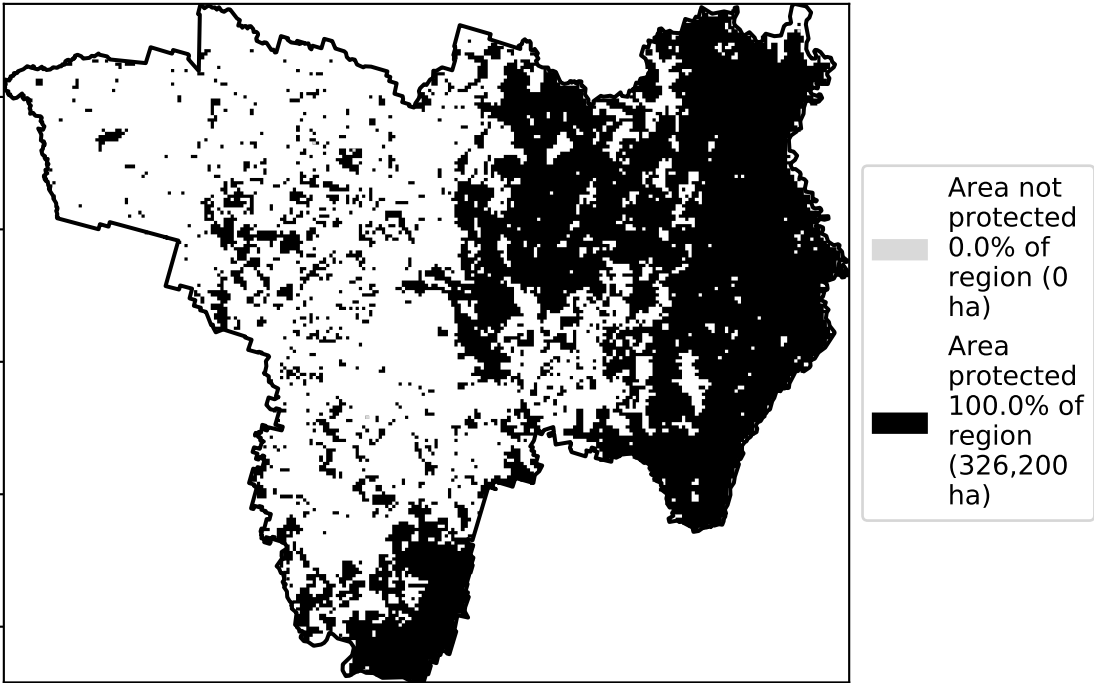 Area not
protected
0.0% of
region (0
ha)
Area
protected
100.0% of
region
(326,200
ha)